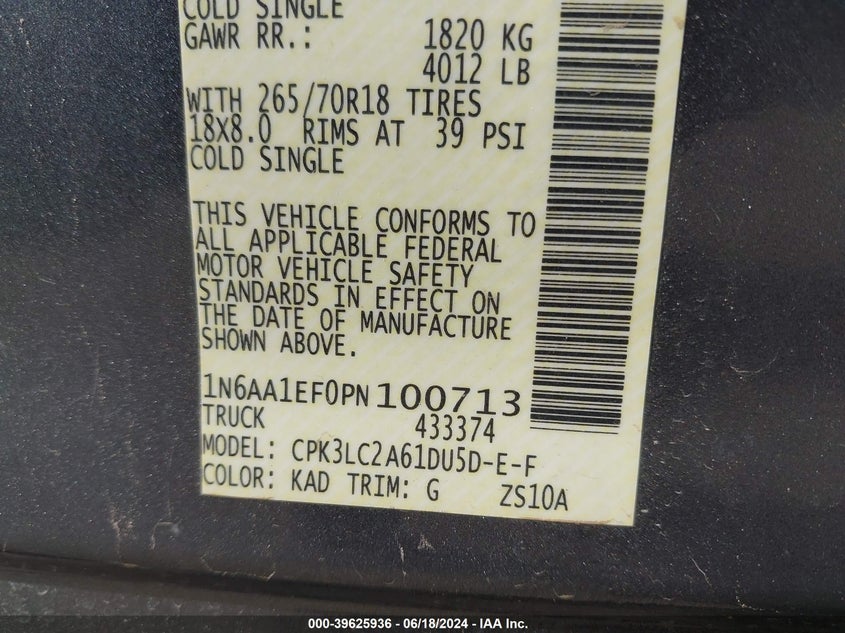 COLD SINGLE
GAWR RR.: 1820 KG
4012 LB
WITH 265/70R18 TIRES
18X8.0 RIMS AT 39 PSI
COLD SINGLE
THIS VEHICLE CONFORMS TO
ALL APPLICABLE FEDERAL
MOTOR VEHICLE SAFETY
STANDARDS IN EFFECT ON
THE DATE OF MANUFACTURE
SHOWN ABOVE.
1N6AA1EF0PN100713
TRUCK 433374
MODEL: CPK3LC2A61DU5D-E-F
COLOR: KAD TRIM: G ZS10A
000-39625936 - 06/18/2024 - IAA Inc.